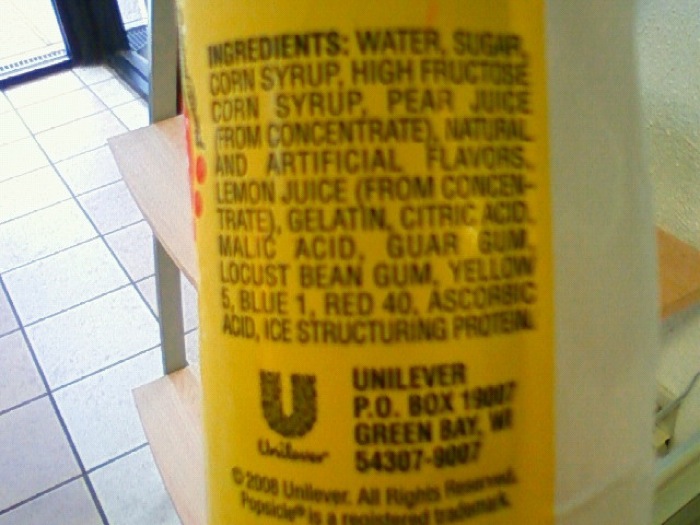 INGREDIENTS: WATER, SUGAR,
CORN SYRUP, HIGH FRUCTOSE
CORN SYRUP, PEAR JUICE
(FROM CONCENTRATE), NATURAL
AND ARTIFICIAL FLAVORS,
LEMON JUICE (FROM CONCEN-
TRATE), GELATIN, CITRIC ACID,
MALIC ACID, GUAR GUM,
LOCUST BEAN GUM, YELLOW
5, BLUE 1, RED 40, ASCORBIC
ACID, ICE STRUCTURING PROTEIN.
U
Unilever
UNILEVER
P.O. BOX 19007
GREEN BAY, WI
54307-9007
© 2008 Unilever. All Rights Reserved.
Popsicle® is a registered trademark